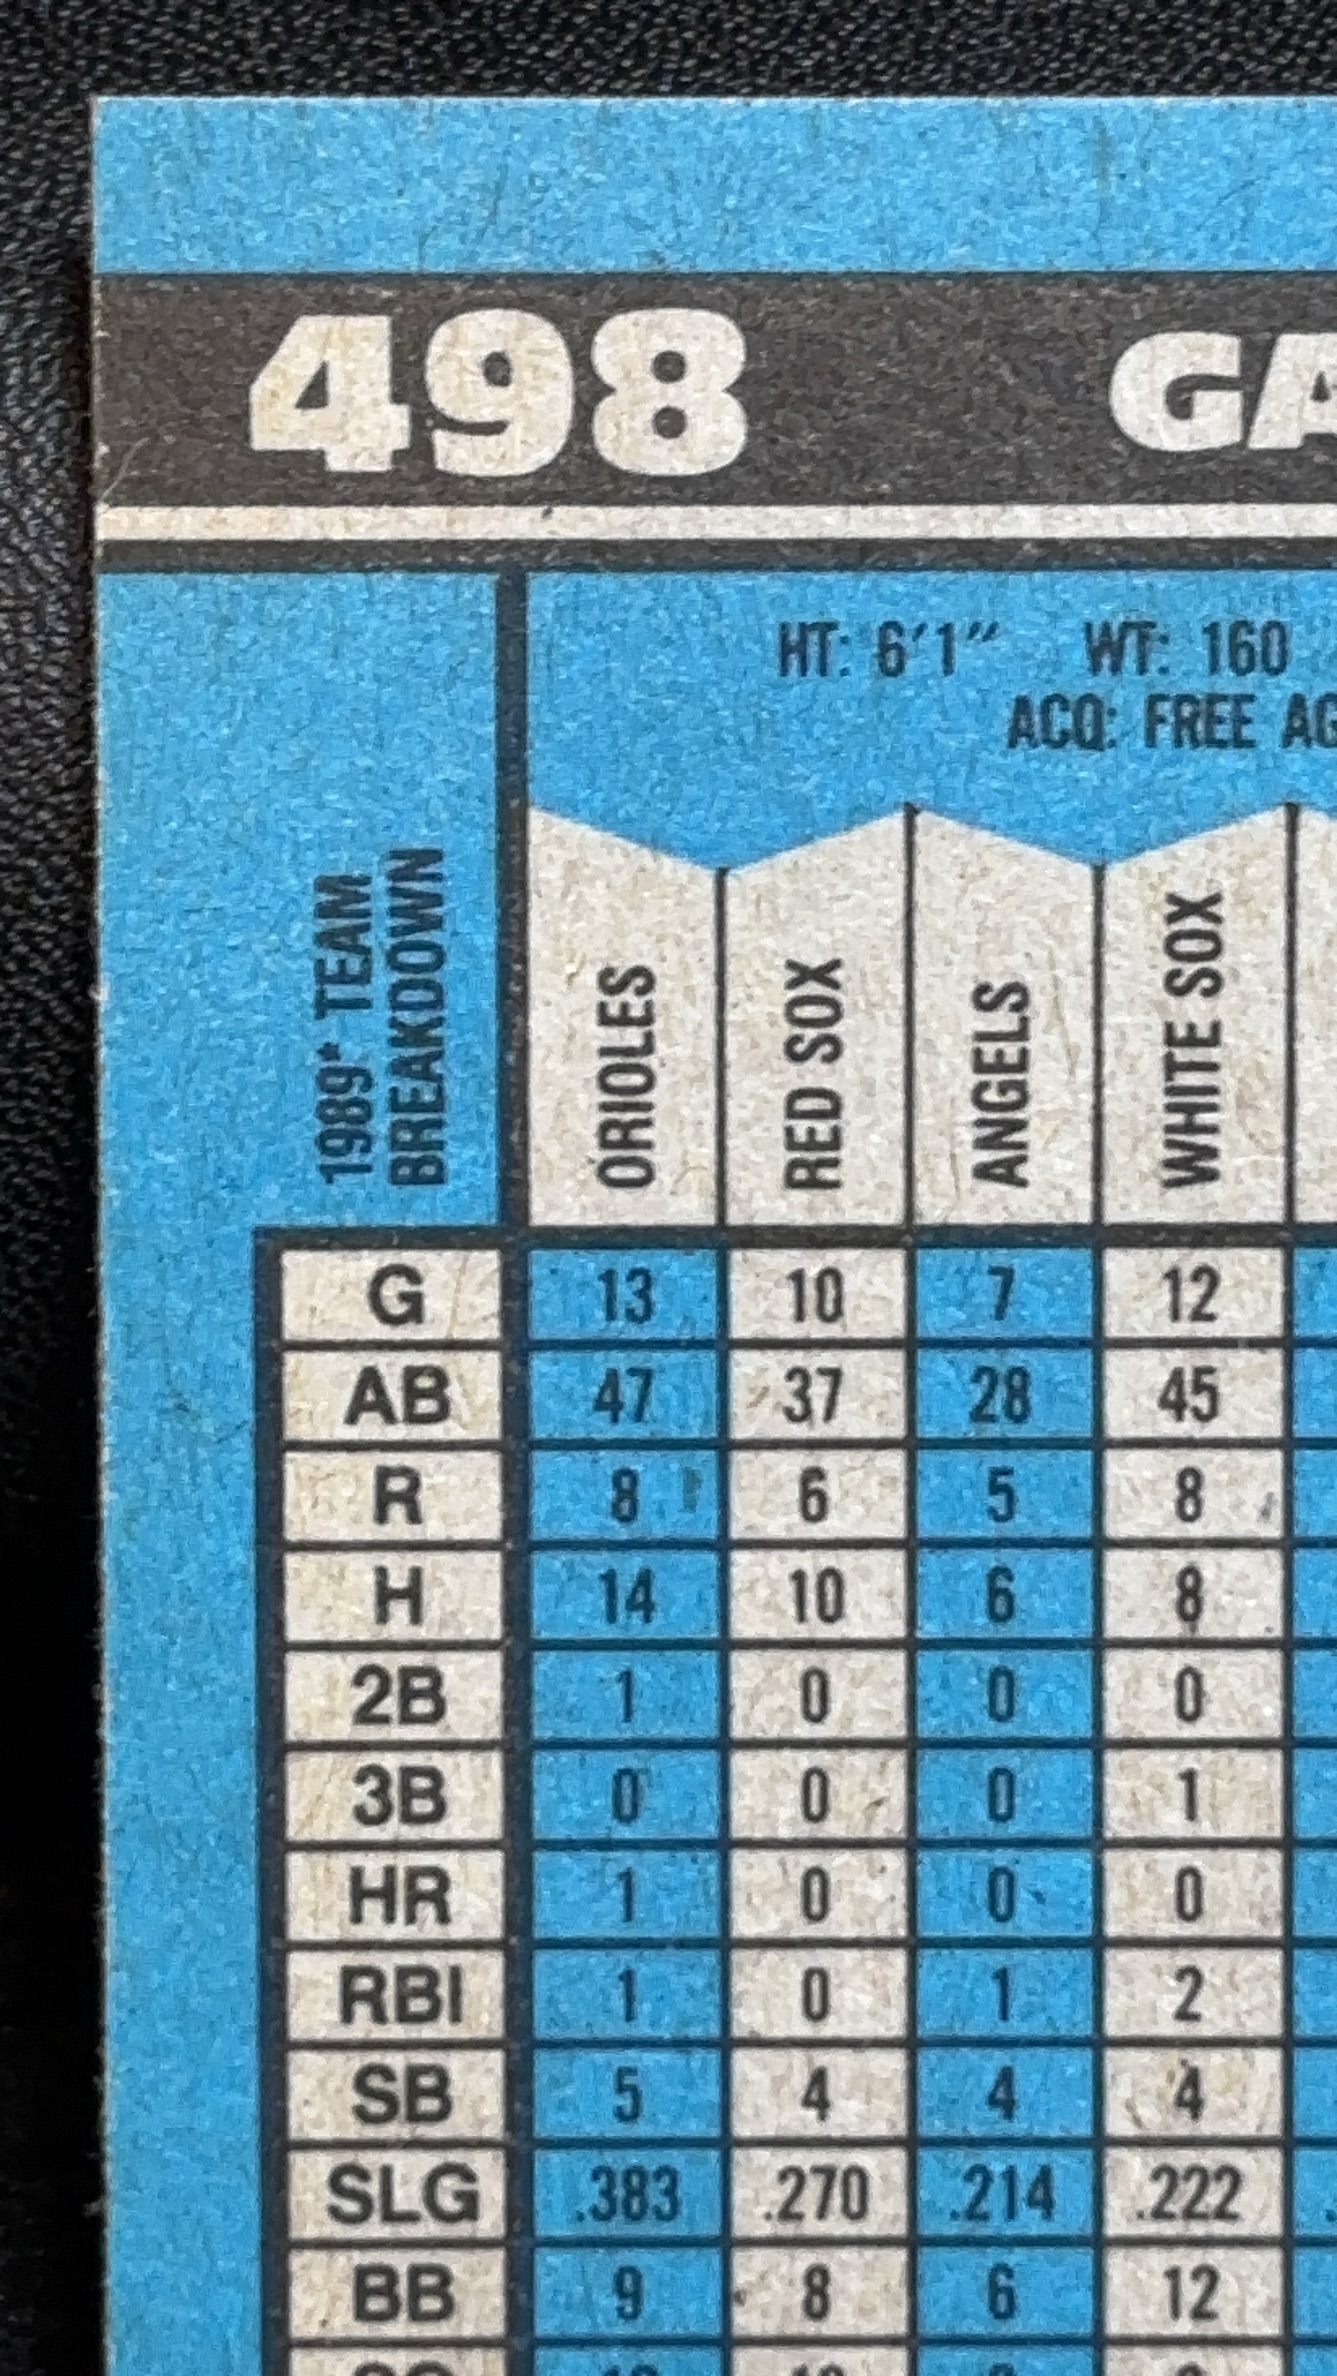 498 GA
HT: 6'1" WT: 160
ACQ: FREE AG
1989* TEAM
BREAKDOWN
ORIOLES
RED SOX
ANGELS
WHITE SOX
G 13 10 7 12
AB 47 37 28 45
R 8 6 5 8
H 14 10 6 8
2B 1 0 0 0
3B 0 0 0 1
HR 1 0 0 0
RBI 1 0 1 2
SB 5 4 4 4
SLG .383 .270 .214 .222
BB 9 8 6 12